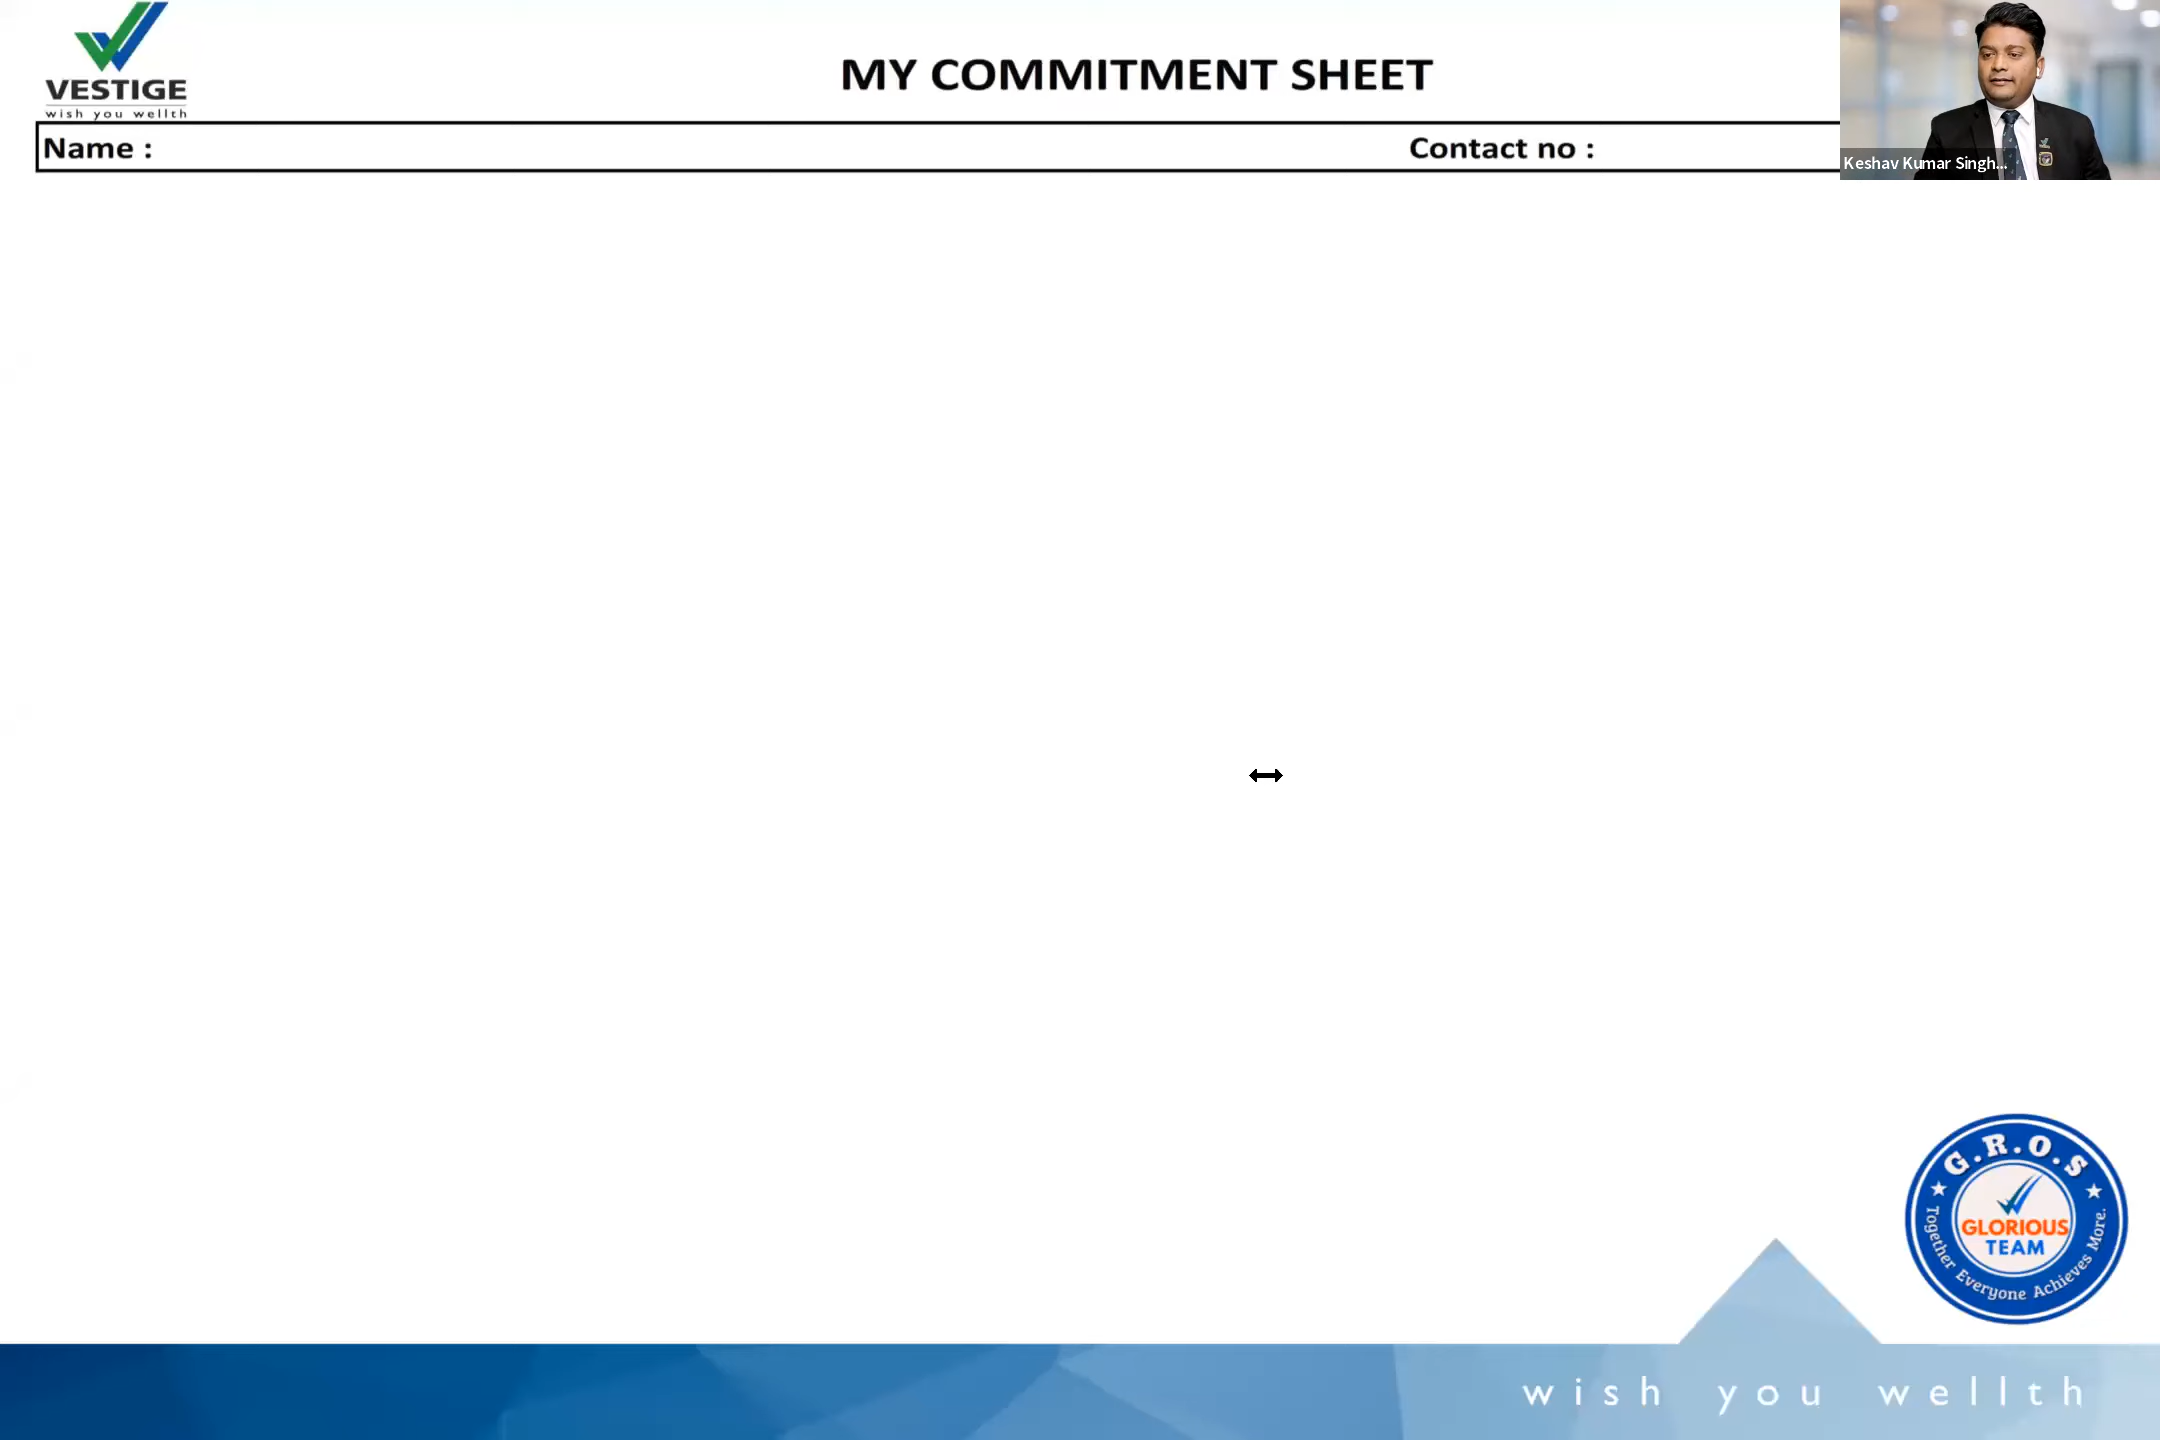 VESTIGE
wish you wellth
MY COMMITMENT SHEET
Name :
Contact no :
Keshav Kumar Singh...
G.R.O.S
GLORIOUS
TEAM
Together Everyone Achieves More.
wish you wellth